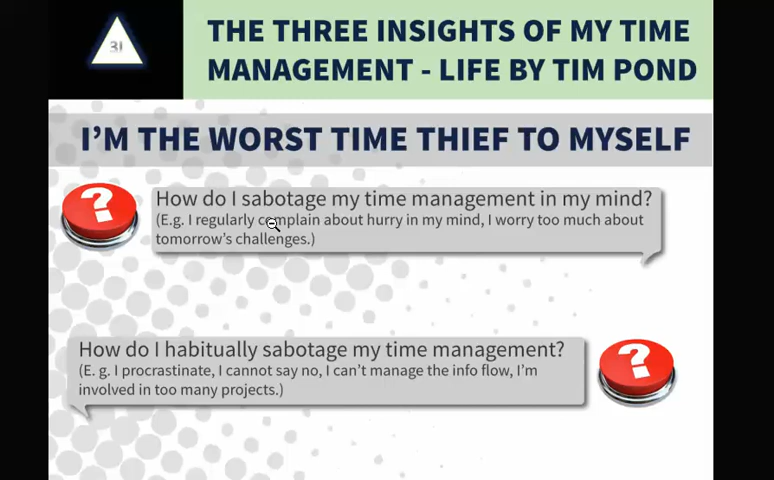 3I
THE THREE INSIGHTS OF MY TIME
MANAGEMENT - LIFE BY TIM POND
I'M THE WORST TIME THIEF TO MYSELF
?
How do I sabotage my time management in my mind?
(E.g. I regularly complain about hurry in my mind, I worry too much about
tomorrow's challenges.)
How do I habitually sabotage my time management?
(E. g. I procrastinate, I cannot say no, I can't manage the info flow, I'm
involved in too many projects.)
?